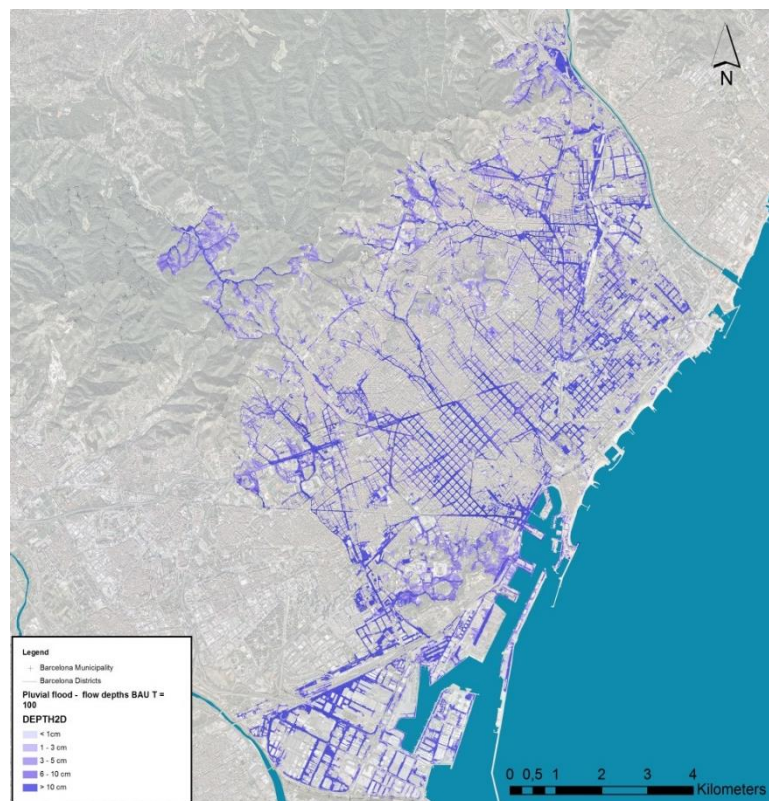 N
Legend
Barcelona Municipality
Barcelona Districts
Pluvial flood - flow depths BAU T =
100
DEPTH2D
< 1cm
1 - 3 cm
3 - 5 cm
6 - 10 cm
> 10 cm
0 0,5 1 2 3 4
Kilometers